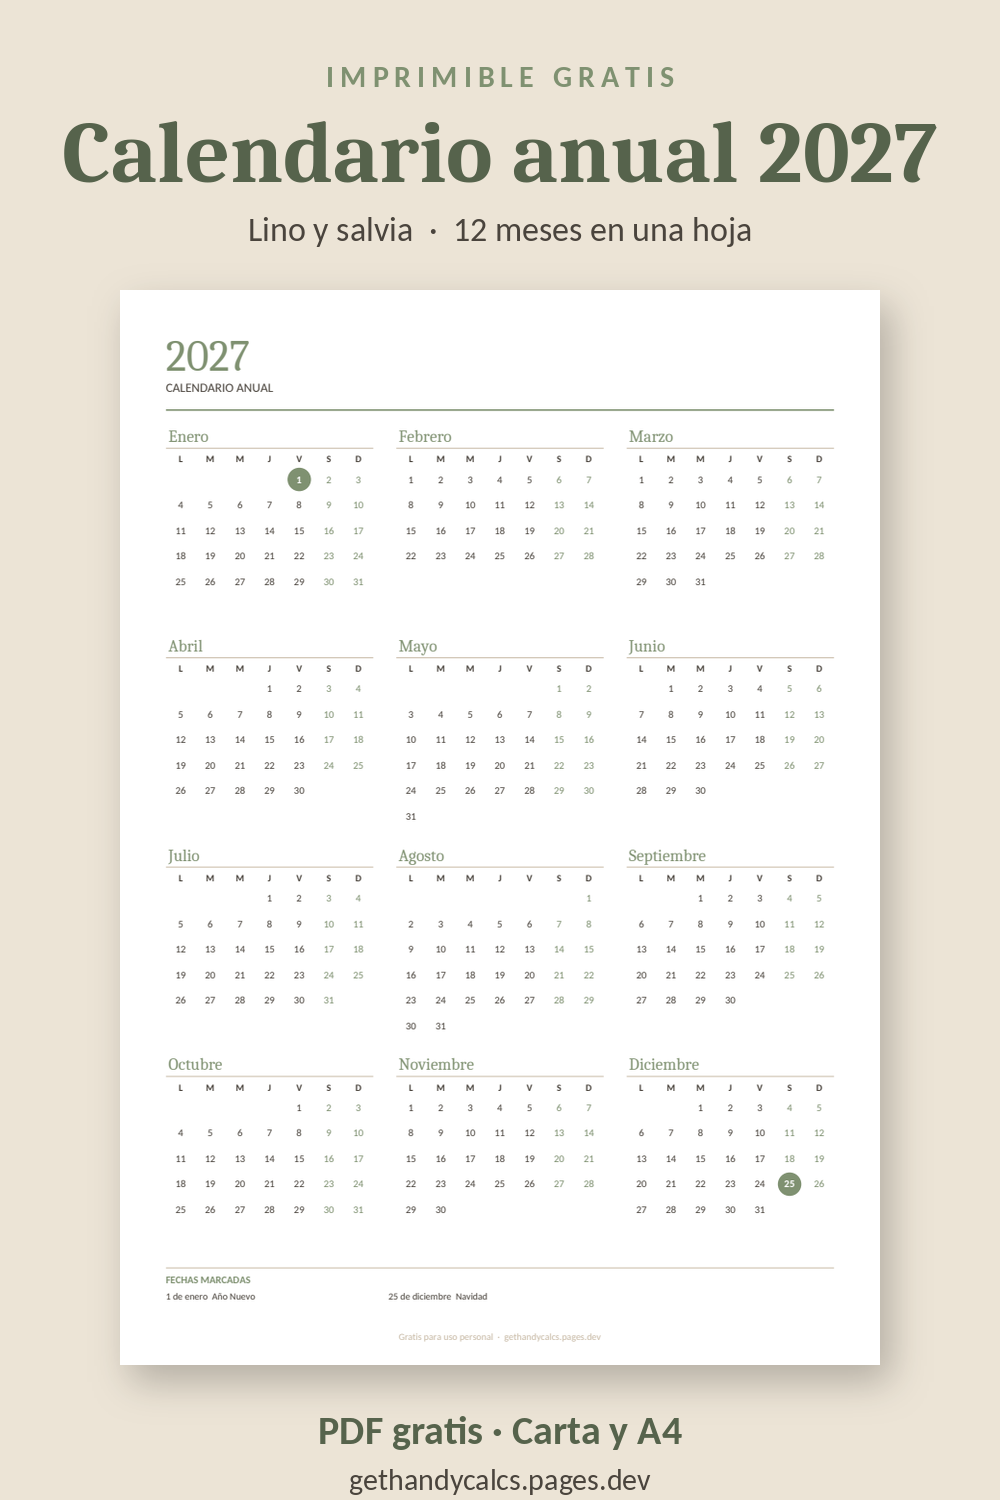 IMPRIMIBLE GRATIS
Calendario anual 2027
Lino y salvia · 12 meses en una hoja
2027
CALENDARIO ANUAL
Enero Febrero Marzo
L M M J V S D L M M J V S D L M M J V S D
1 2 3 1 2 3 4 5 6 7 1 2 3 4 5 6 7
4 5 6 7 8 9 10 8 9 10 11 12 13 14 8 9 10 11 12 13 14
11 12 13 14 15 16 17 15 16 17 18 19 20 21 15 16 17 18 19 20 21
18 19 20 21 22 23 24 22 23 24 25 26 27 28 22 23 24 25 26 27 28
25 26 27 28 29 30 31 29 30 31
Abril Mayo Junio
L M M J V S D L M M J V S D L M M J V S D
1 2 3 4 1 2 1 2 3 4 5 6
5 6 7 8 9 10 11 3 4 5 6 7 8 9 7 8 9 10 11 12 13
12 13 14 15 16 17 18 10 11 12 13 14 15 16 14 15 16 17 18 19 20
19 20 21 22 23 24 25 17 18 19 20 21 22 23 21 22 23 24 25 26 27
26 27 28 29 30 24 25 26 27 28 29 30 28 29 30
31
Julio Agosto Septiembre
L M M J V S D L M M J V S D L M M J V S D
1 2 3 4 1 1 2 3 4 5
5 6 7 8 9 10 11 2 3 4 5 6 7 8 6 7 8 9 10 11 12
12 13 14 15 16 17 18 9 10 11 12 13 14 15 13 14 15 16 17 18 19
19 20 21 22 23 24 25 16 17 18 19 20 21 22 20 21 22 23 24 25 26
26 27 28 29 30 31 23 24 25 26 27 28 29 27 28 29 30
30 31
Octubre Noviembre Diciembre
L M M J V S D L M M J V S D L M M J V S D
1 2 3 1 2 3 4 5 6 7 1 2 3 4 5
4 5 6 7 8 9 10 8 9 10 11 12 13 14 6 7 8 9 10 11 12
11 12 13 14 15 16 17 15 16 17 18 19 20 21 13 14 15 16 17 18 19
18 19 20 21 22 23 24 22 23 24 25 26 27 28 20 21 22 23 24 25 26
25 26 27 28 29 30 31 29 30 27 28 29 30 31
FECHAS MARCADAS
1 de enero Año Nuevo 25 de diciembre Navidad
Gratis para uso personal · gethandycalcs.pages.dev
PDF gratis · Carta y A4
gethandycalcs.pages.dev